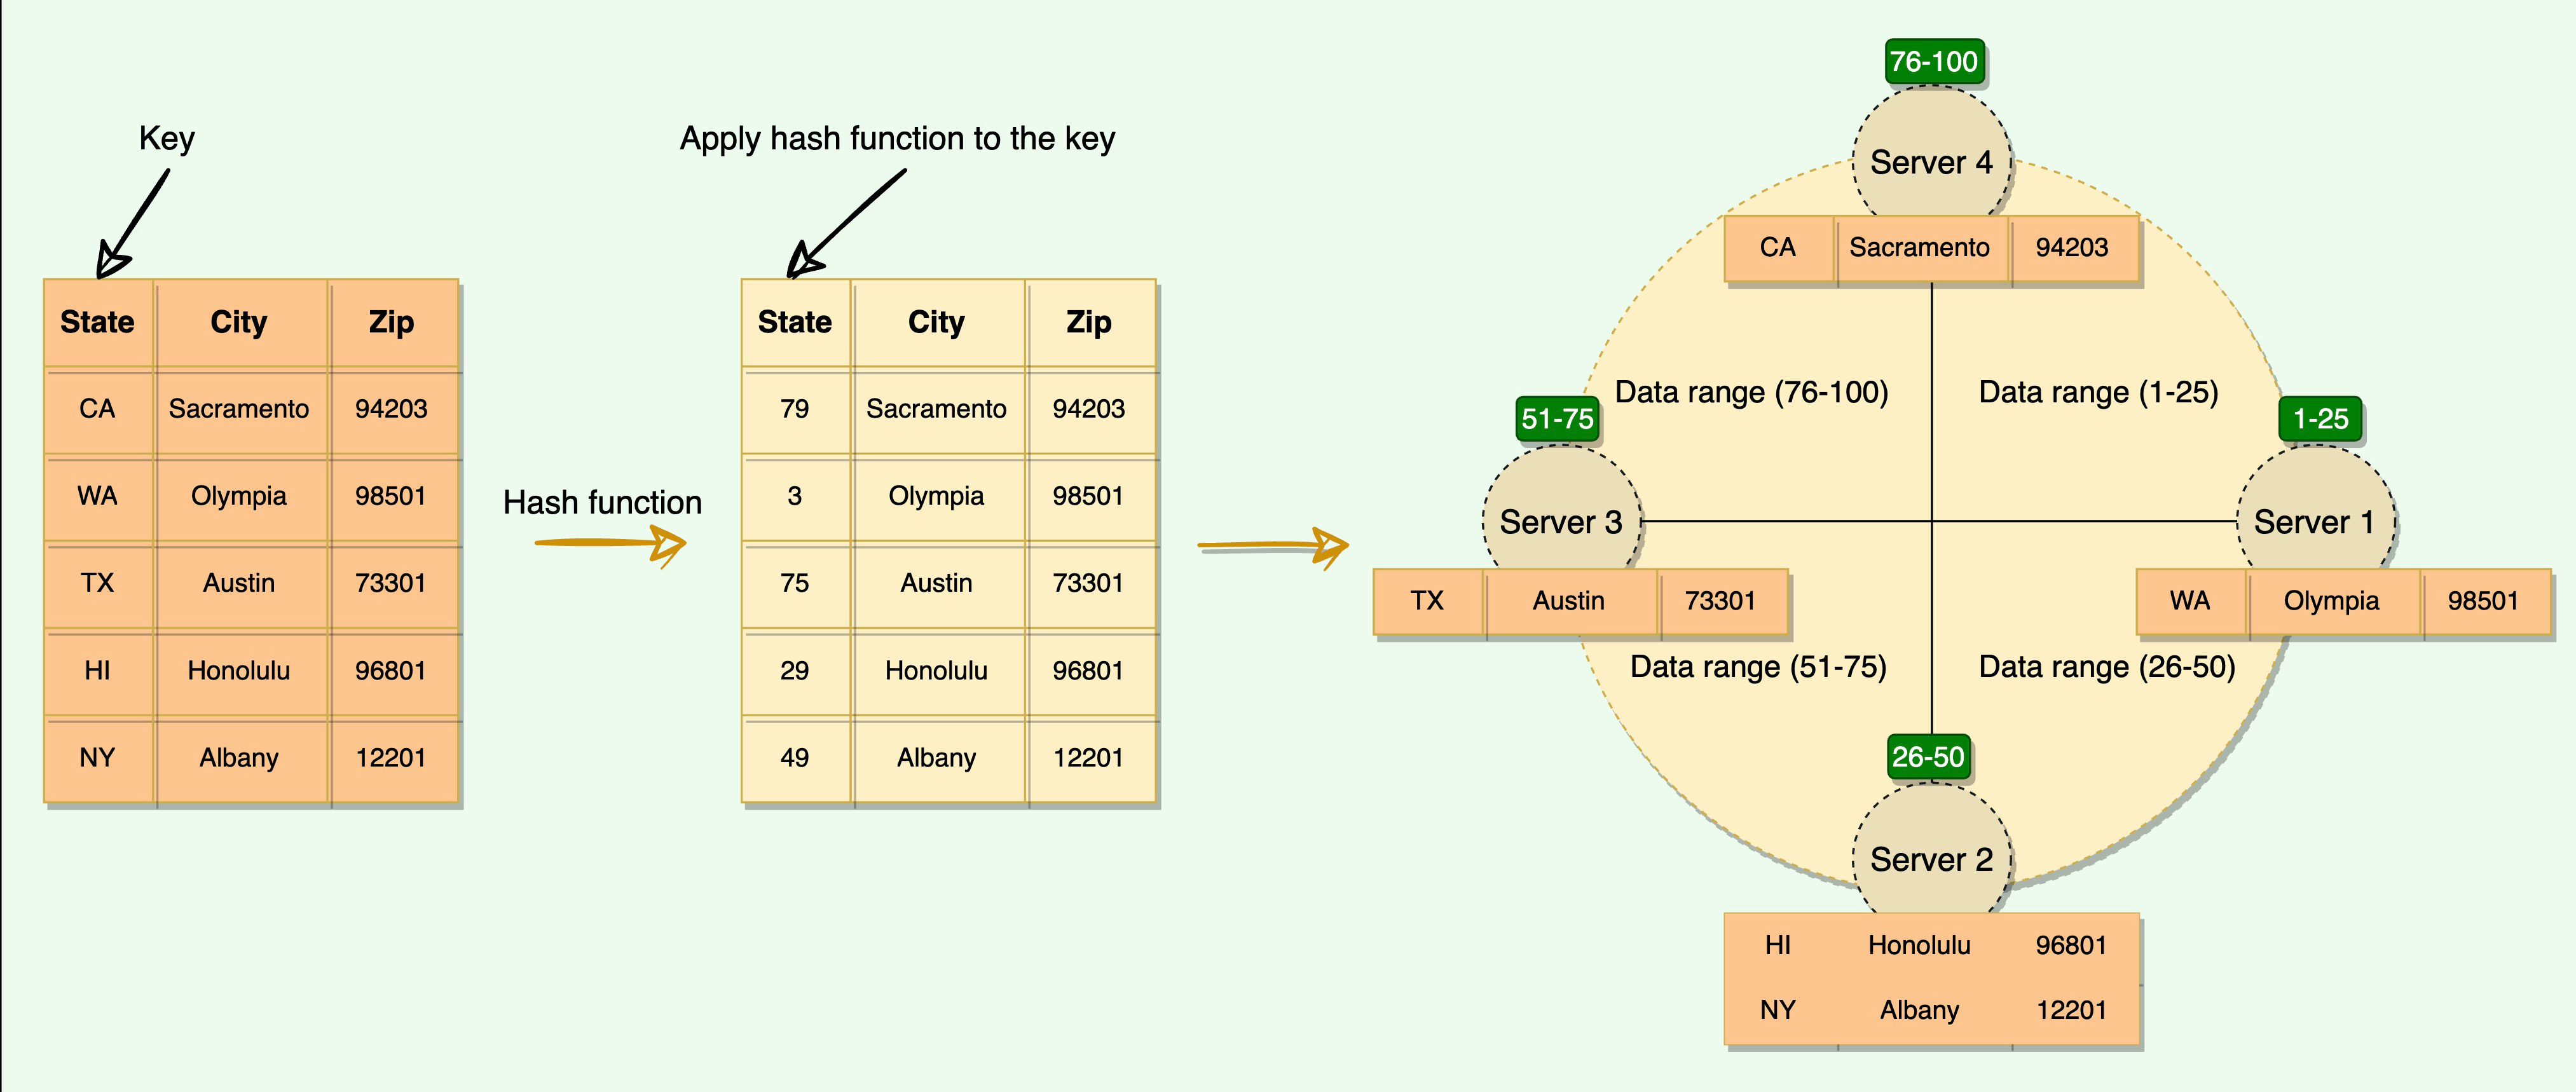 Key
State City Zip
CA Sacramento 94203
WA Olympia 98501
TX Austin 73301
HI Honolulu 96801
NY Albany 12201
Hash function
Apply hash function to the key
State City Zip
79 Sacramento 94203
3 Olympia 98501
75 Austin 73301
29 Honolulu 96801
49 Albany 12201
76-100
Server 4
CA Sacramento 94203
Data range (76-100)
Data range (1-25)
51-75
1-25
Server 3
Server 1
TX Austin 73301
WA Olympia 98501
Data range (51-75)
Data range (26-50)
26-50
Server 2
HI Honolulu 96801
NY Albany 12201